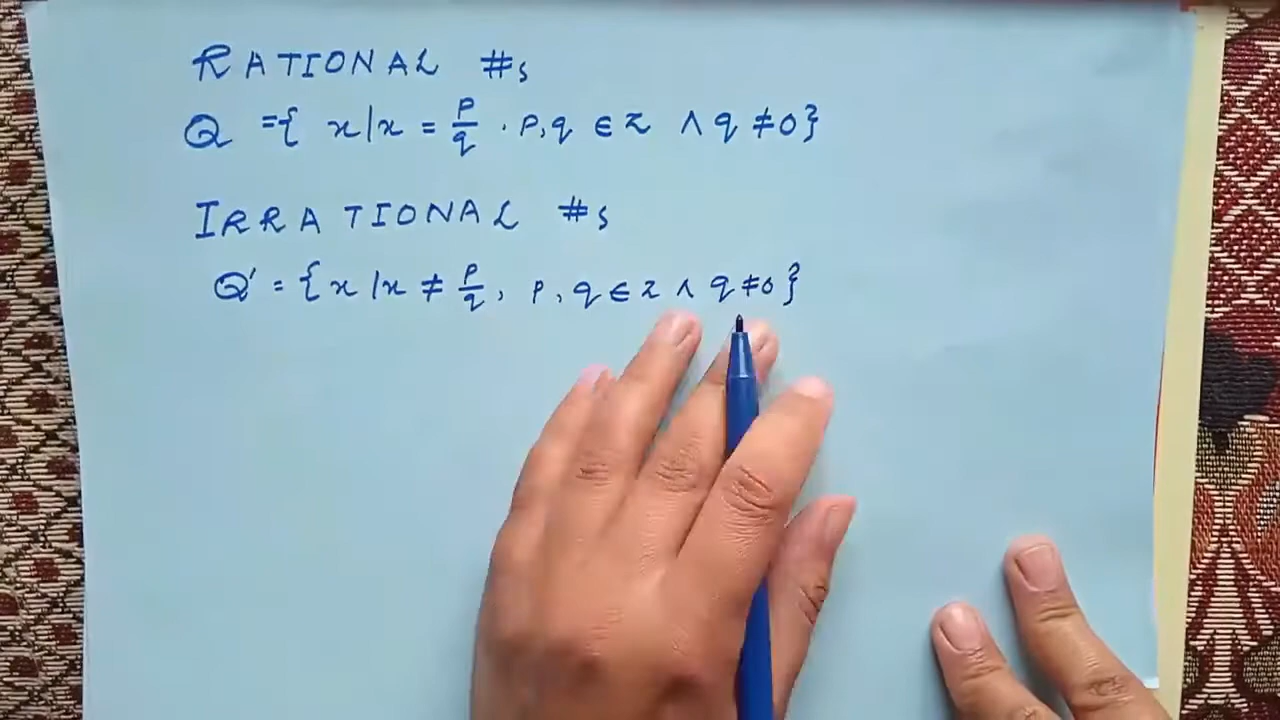 RATIONAL #s
Q = { x/x = p/q . p,q ∈ z ∧ q ≠ 0 }
IRRATIONAL #s
Q' = { x/x ≠ p/q , p,q ∈ z ∧ q ≠ 0 }